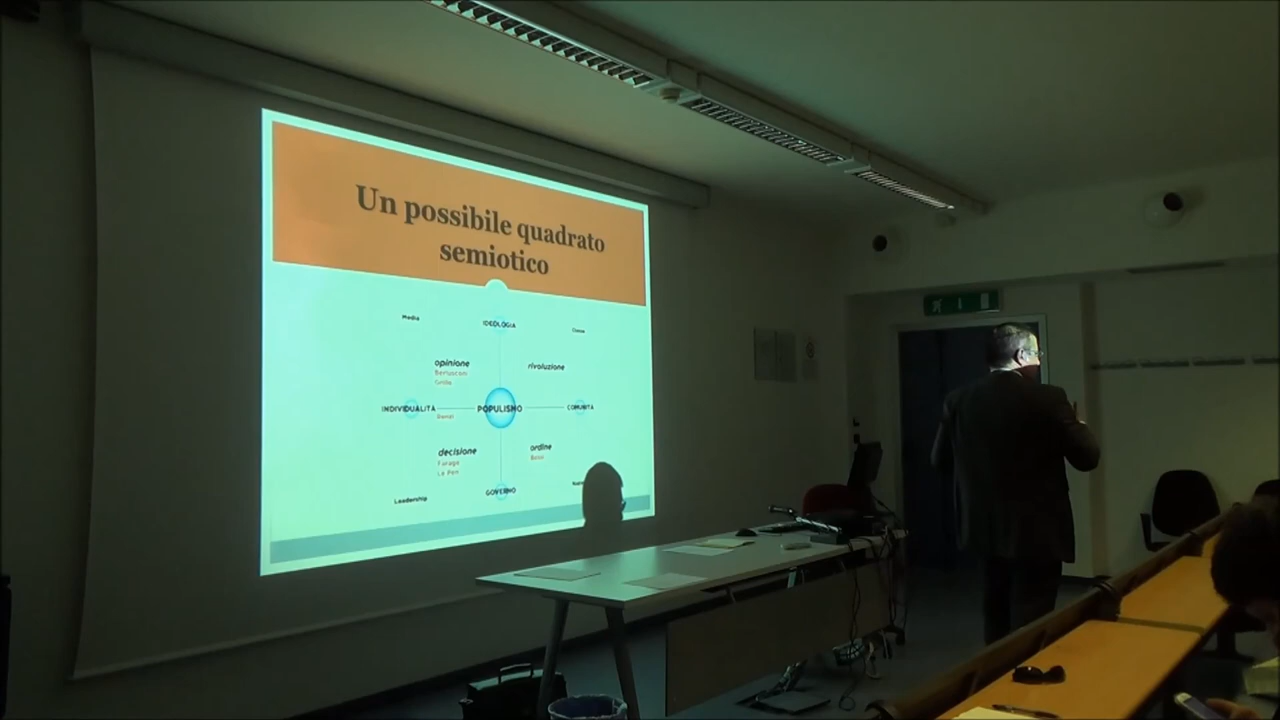 Un possibile quadrato
semiotico
Media
IDEOLOGIA
opinione
rivoluzione
Berlusconi
Grillo
INDIVIDUALITÀ
POPULISMO
COMUNITÀ
Renzi
decisione
ordine
Farage
Bossi
Le Pen
Leadership
GOVERNO